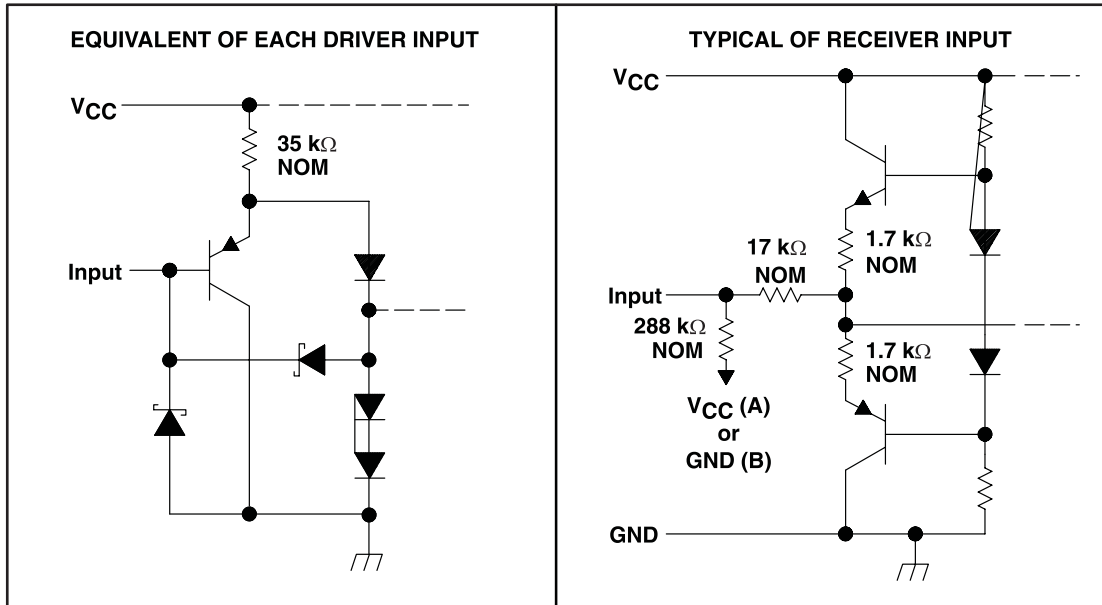 EQUIVALENT OF EACH DRIVER INPUT
VCC
35 kΩ
NOM
Input
TYPICAL OF RECEIVER INPUT
VCC
17 kΩ
NOM
1.7 kΩ
NOM
Input
288 kΩ
NOM
1.7 kΩ
NOM
VCC (A)
or
GND (B)
GND